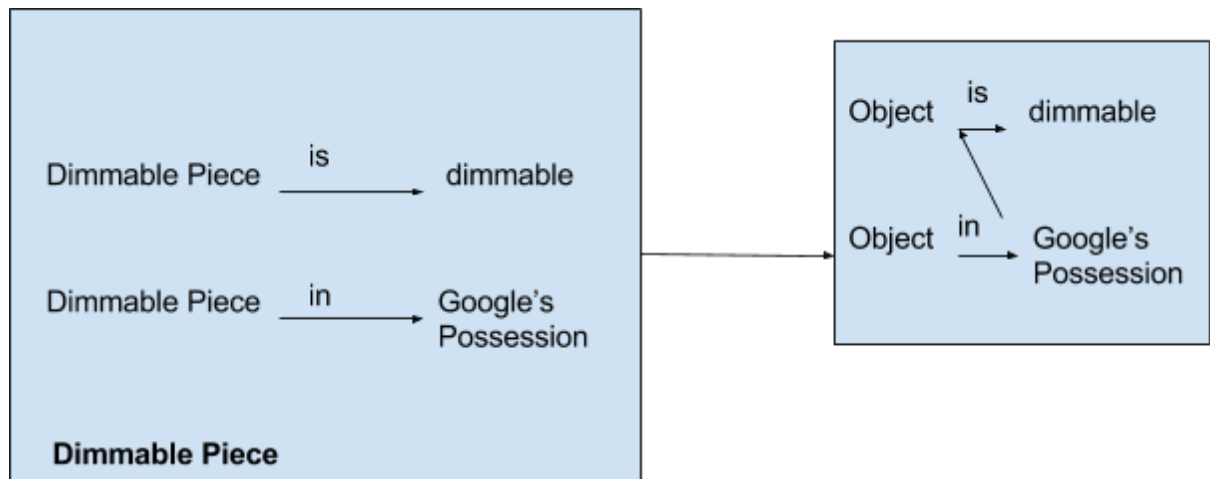 Dimmable Piece is dimmable
Dimmable Piece in Google's
Possession
Dimmable Piece
Object is dimmable
Object in Google's
Possession